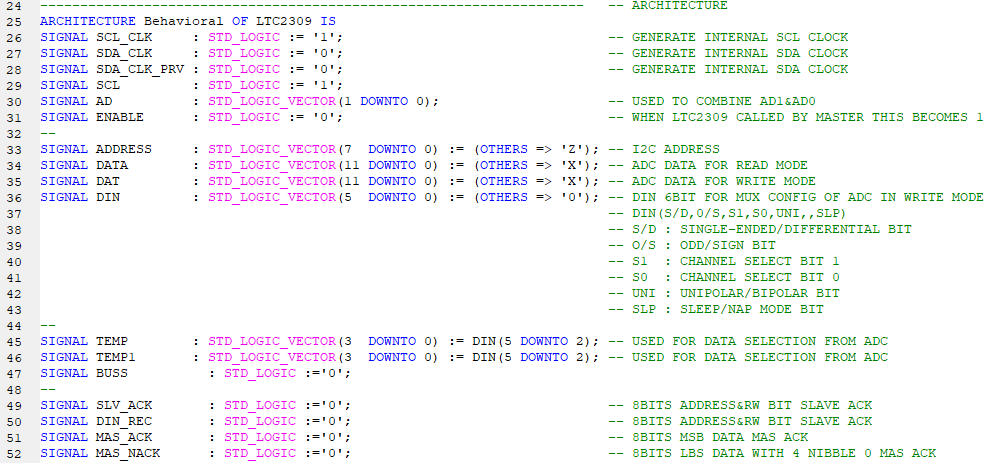 24 -------------------------------------------------------------------- -- ARCHITECTURE
25 ARCHITECTURE Behavioral OF LTC2309 IS
26 SIGNAL SCL_CLK : STD_LOGIC := '1'; -- GENERATE INTERNAL SCL CLOCK
27 SIGNAL SDA_CLK : STD_LOGIC := '0'; -- GENERATE INTERNAL SDA CLOCK
28 SIGNAL SDA_CLK_PRV : STD_LOGIC := '0'; -- GENERATE INTERNAL SDA CLOCK
29 SIGNAL SCL : STD_LOGIC := '1';
30 SIGNAL AD : STD_LOGIC_VECTOR(1 DOWNTO 0); -- USED TO COMBINE AD1&AD0
31 SIGNAL ENABLE : STD_LOGIC := '0'; -- WHEN LTC2309 CALLED BY MASTER THIS BECOMES 1
32 --
33 SIGNAL ADDRESS : STD_LOGIC_VECTOR(7 DOWNTO 0) := (OTHERS => 'Z'); -- I2C ADDRESS
34 SIGNAL DATA : STD_LOGIC_VECTOR(11 DOWNTO 0) := (OTHERS => 'X'); -- ADC DATA FOR READ MODE
35 SIGNAL DAT : STD_LOGIC_VECTOR(11 DOWNTO 0) := (OTHERS => 'X'); -- ADC DATA FOR WRITE MODE
36 SIGNAL DIN : STD_LOGIC_VECTOR(5 DOWNTO 0) := (OTHERS => '0'); -- DIN 6BIT FOR MUX CONFIG OF ADC IN WRITE MODE
37 -- DIN(S/D,O/S,S1,S0,UNI,,SLP)
38 -- S/D : SINGLE-ENDED/DIFFERENTIAL BIT
39 -- O/S : ODD/SIGN BIT
40 -- S1 : CHANNEL SELECT BIT 1
41 -- S0 : CHANNEL SELECT BIT 0
42 -- UNI : UNIPOLAR/BIPOLAR BIT
43 -- SLP : SLEEP/NAP MODE BIT
44 --
45 SIGNAL TEMP : STD_LOGIC_VECTOR(3 DOWNTO 0) := DIN(5 DOWNTO 2); -- USED FOR DATA SELECTION FROM ADC
46 SIGNAL TEMP1 : STD_LOGIC_VECTOR(3 DOWNTO 0) := DIN(5 DOWNTO 2); -- USED FOR DATA SELECTION FROM ADC
47 SIGNAL BUSS : STD_LOGIC :='0';
48 --
49 SIGNAL SLV_ACK : STD_LOGIC :='0'; -- 8BITS ADDRESS&RW BIT SLAVE ACK
50 SIGNAL DIN_REC : STD_LOGIC :='0'; -- 8BITS ADDRESS&RW BIT SLAVE ACK
51 SIGNAL MAS_ACK : STD_LOGIC :='0'; -- 8BITS MSB DATA MAS ACK
52 SIGNAL MAS_NACK : STD_LOGIC :='0'; -- 8BITS LBS DATA WITH 4 NIBBLE 0 MAS ACK